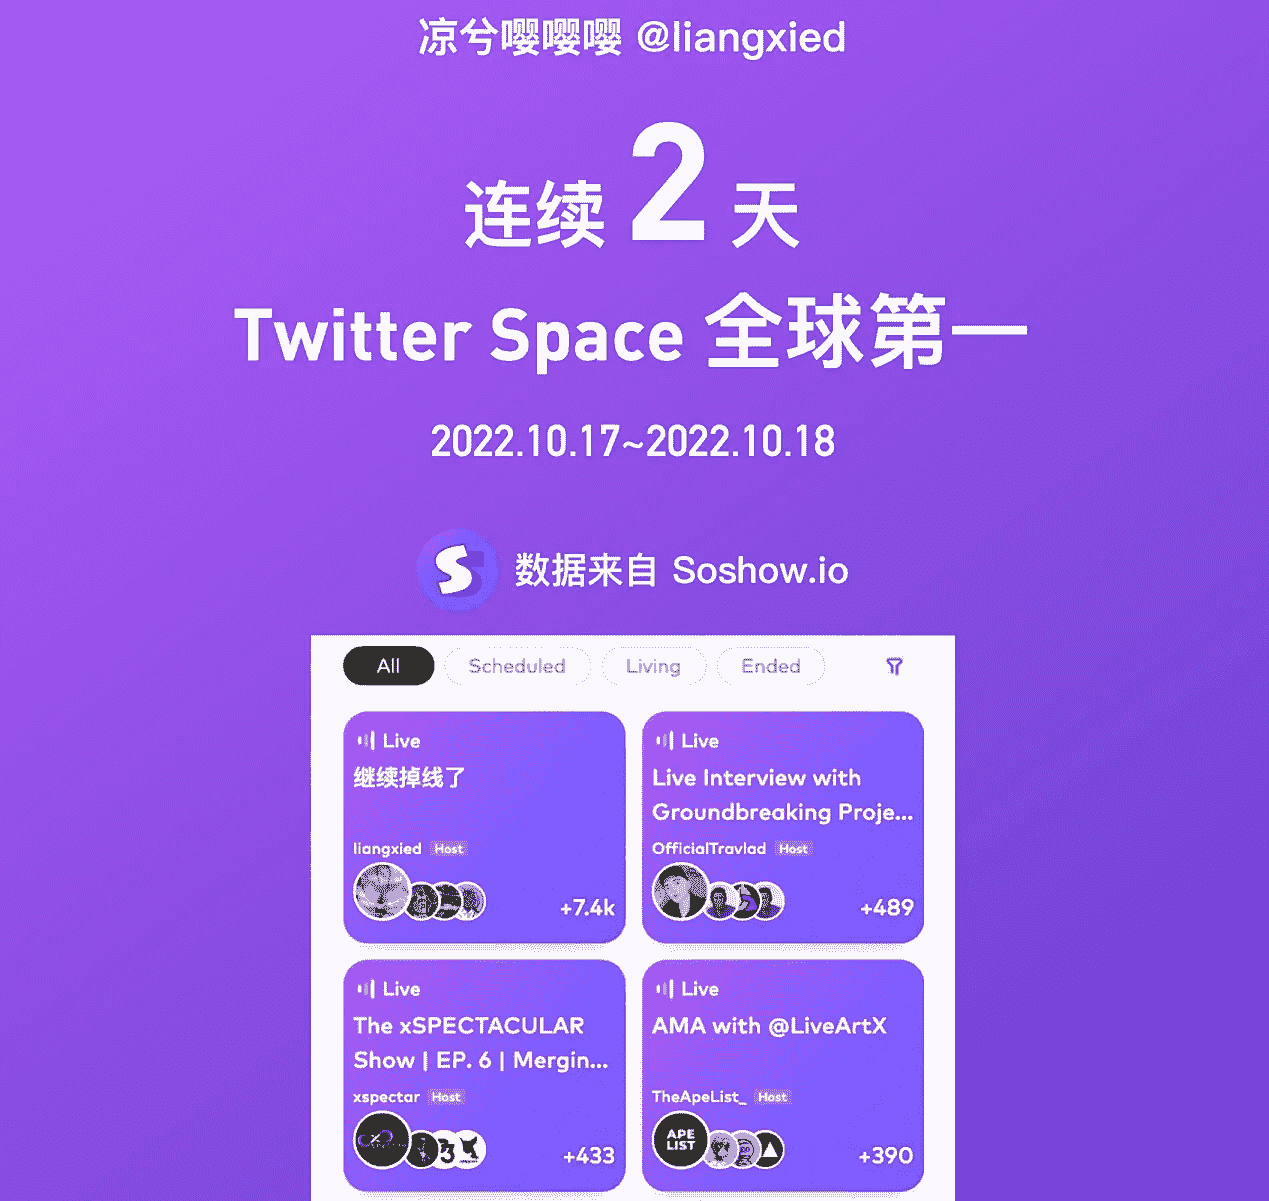 凉兮嘤嘤嘤 @liangxied
连续 2 天
Twitter Space 全球第一
2022.10.17~2022.10.18
数据来自 Soshow.io
All Scheduled Living Ended
Live
继续掉线了
liangxied Host
+7.4k
Live
Live Interview with
Groundbreaking Proje...
OfficialTravlad Host
+489
Live
The xSPECTACULAR
Show | EP. 6 | Mergin...
xspectar Host
+433
Live
AMA with @LiveArtX
TheApeList_ Host
APE
LIST
+390